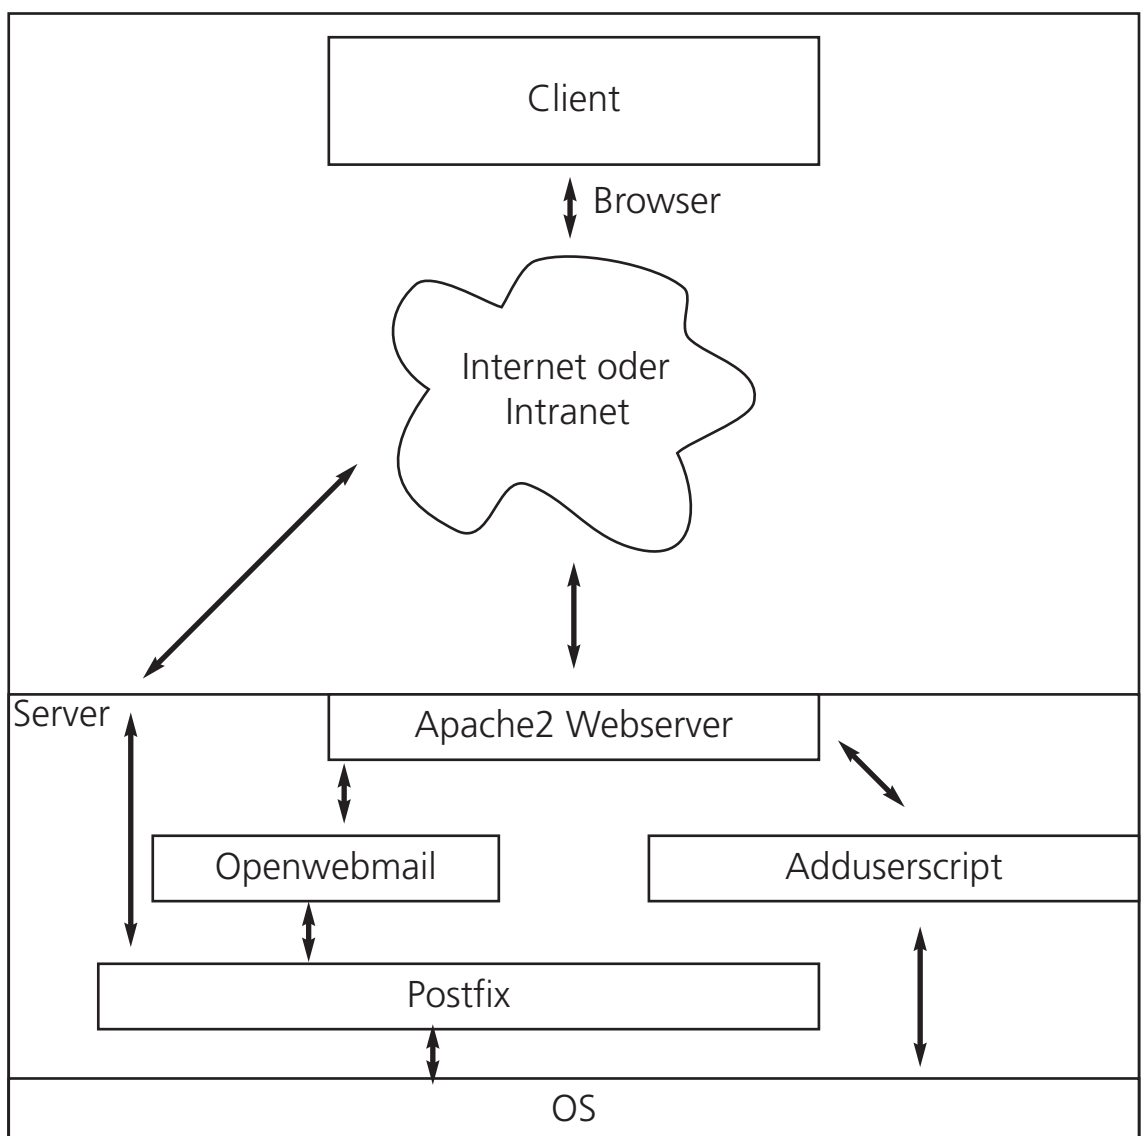 Client
Browser
Internet oder
Intranet
Server
Apache2 Webserver
Openwebmail
Adduserscript
Postfix
OS